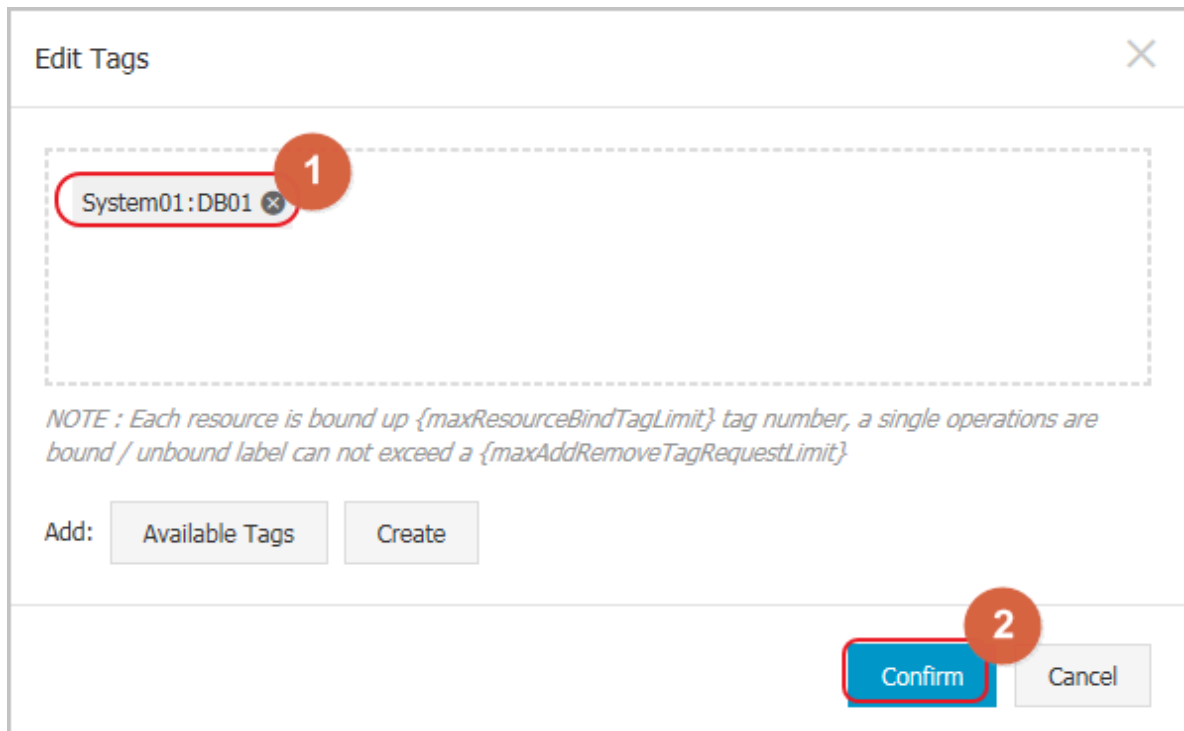 Edit Tags
1
System01:DB01
NOTE : Each resource is bound up {maxResourceBindTagLimit} tag number, a single operations are
bound / unbound label can not exceed a {maxAddRemoveTagRequestLimit}
Add: Available Tags Create
2
Confirm Cancel